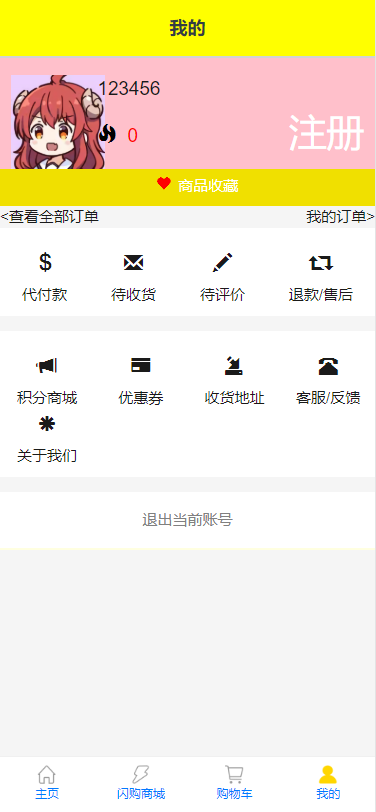 我的
123456
0
注册
商品收藏
<查看全部订单 我的订单>
代付款 待收货 待评价 退款/售后
积分商城 优惠券 收货地址 客服/反馈
关于我们
退出当前账号
主页 闪购商城 购物车 我的